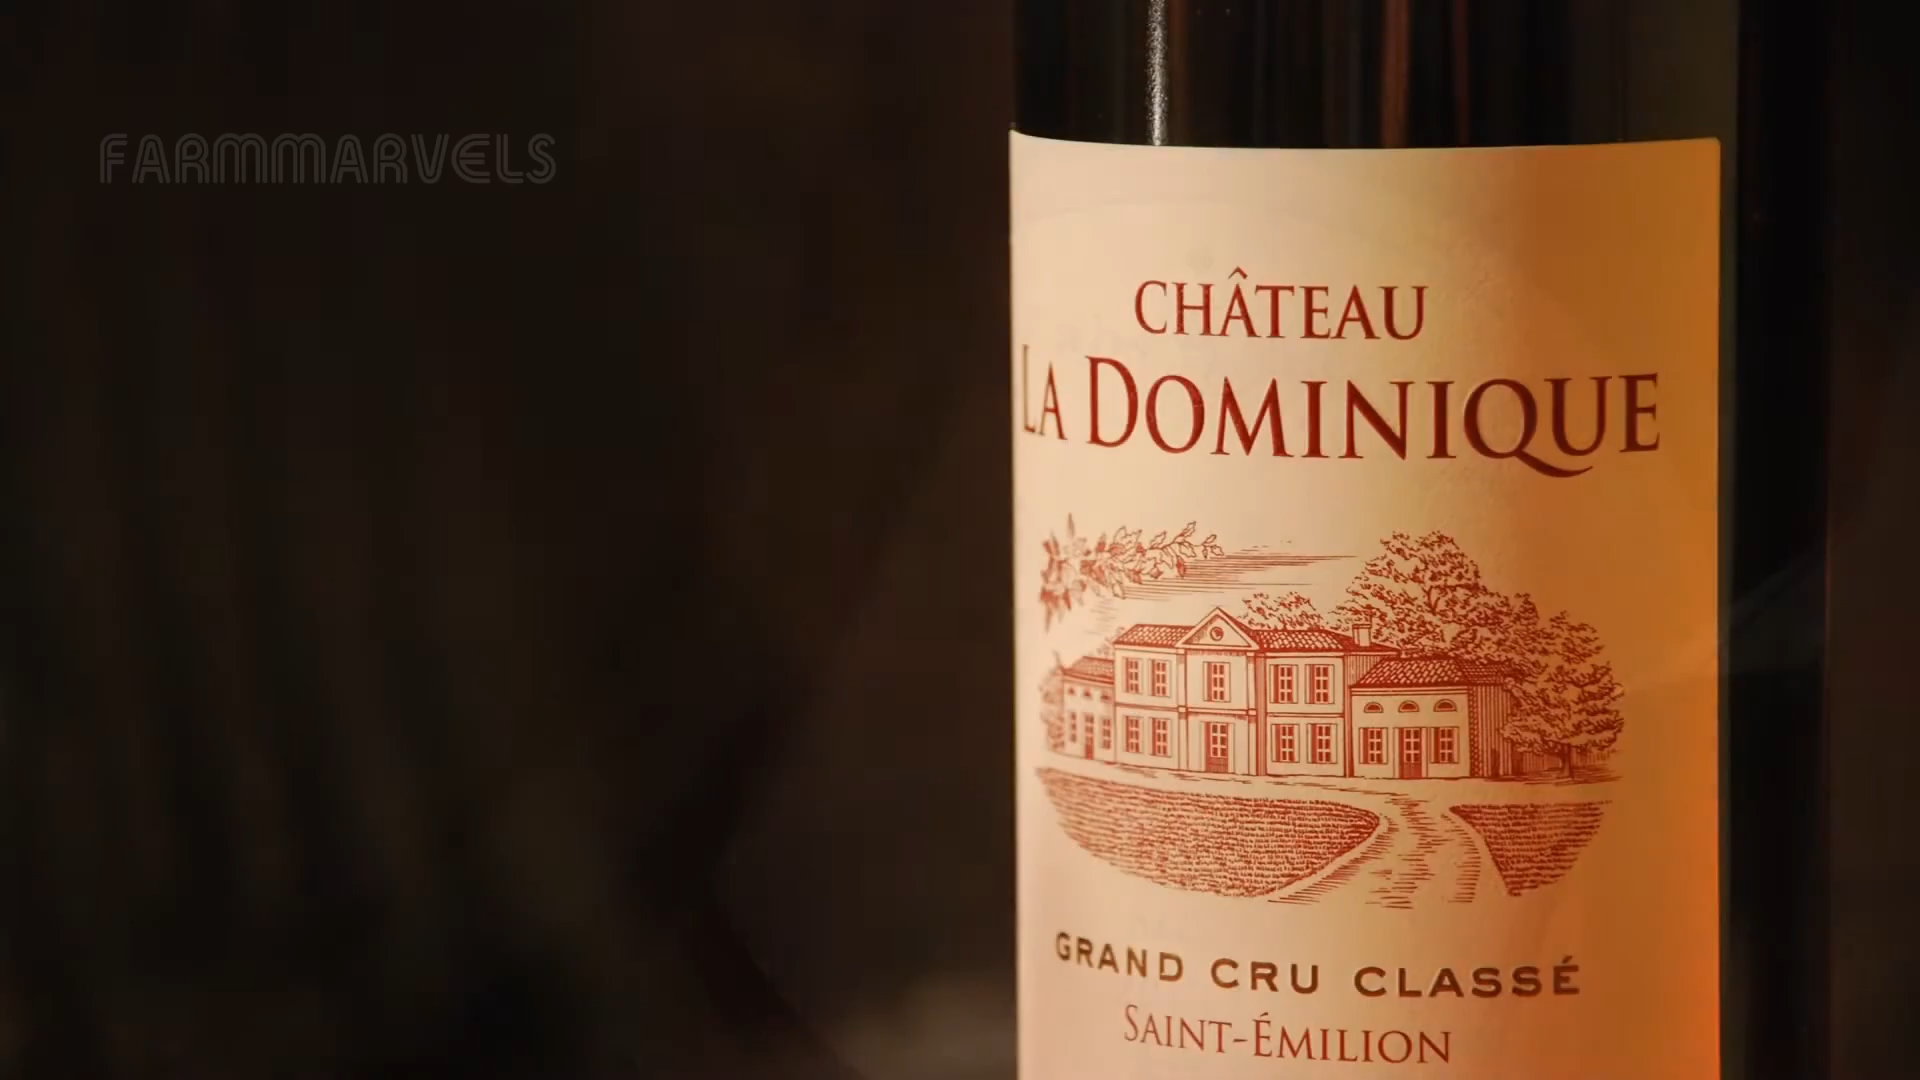 FARMMARVELS
CHÂTEAU
LA DOMINIQUE
GRAND CRU CLASSÉ
SAINT-ÉMILION